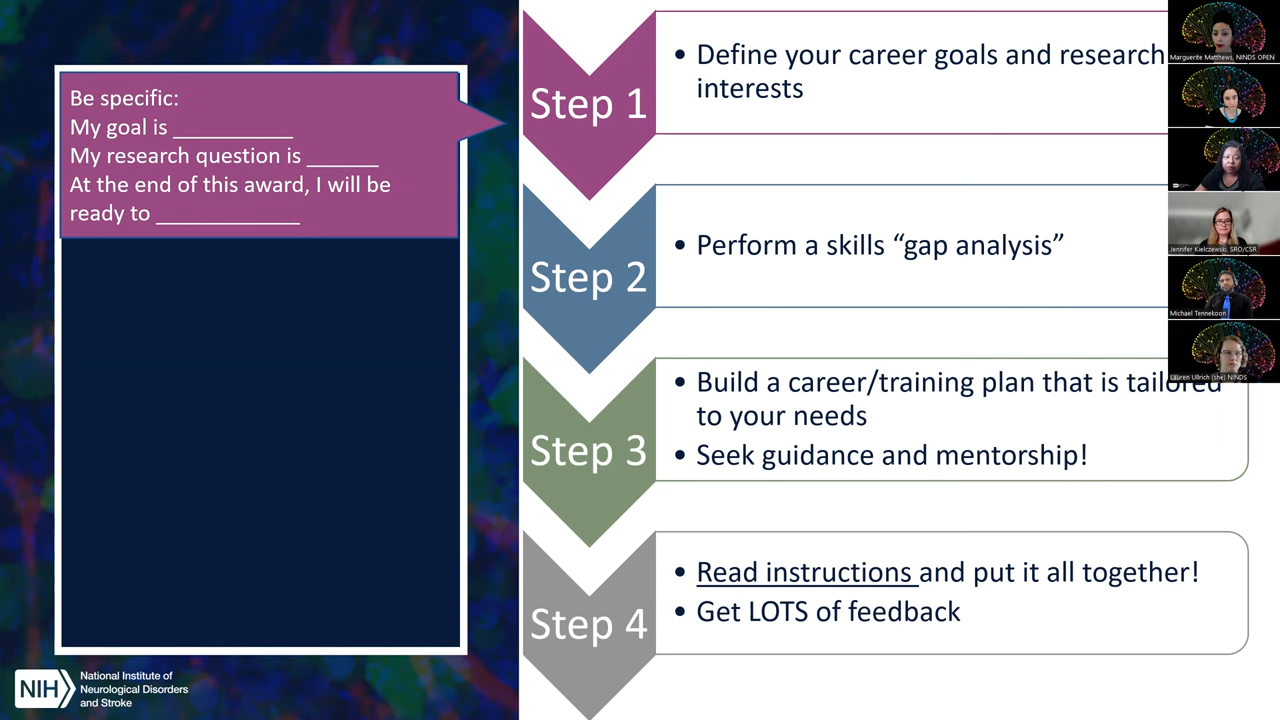 Be specific:
My goal is __________
My research question is ______
At the end of this award, I will be
ready to ____________
Step 1
• Define your career goals and research
interests
Step 2
• Perform a skills “gap analysis”
Step 3
• Build a career/training plan that is tailored
to your needs
• Seek guidance and mentorship!
Step 4
• Read instructions and put it all together!
• Get LOTS of feedback
NIH
National Institute of
Neurological Disorders
and Stroke
Marguerite Matthews, NINDS OPEN
Jennifer Kielczewski, SRO/CSR
Michael Tennekoon
Lauren Ullrich (she) NINDS